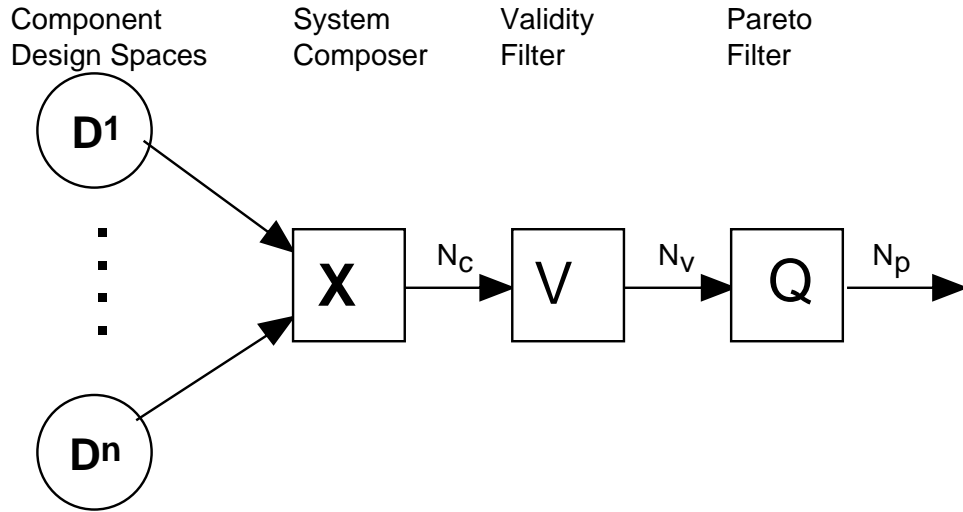 Component
Design Spaces
System
Composer
Validity
Filter
Pareto
Filter
D1
X
Nc
V
Nv
Q
Np
Dn